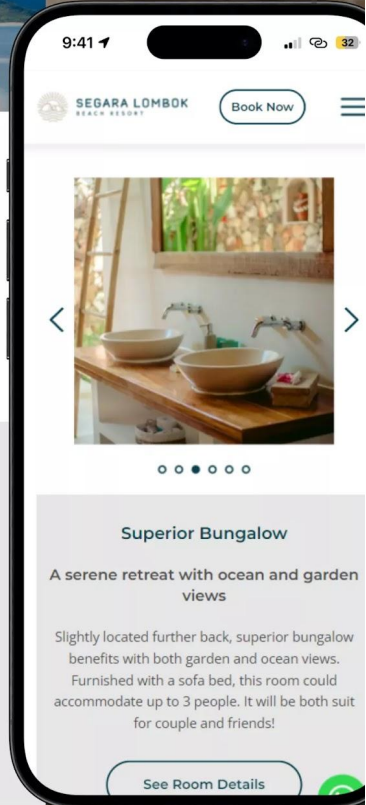 9:41
32
SEGARA LOMBOK
BEACH RESORT
Book Now
Superior Bungalow
A serene retreat with ocean and garden
views
Slightly located further back, superior bungalow
benefits with both garden and ocean views.
Furnished with a sofa bed, this room could
accommodate up to 3 people. It will be both suit
for couple and friends!
See Room Details